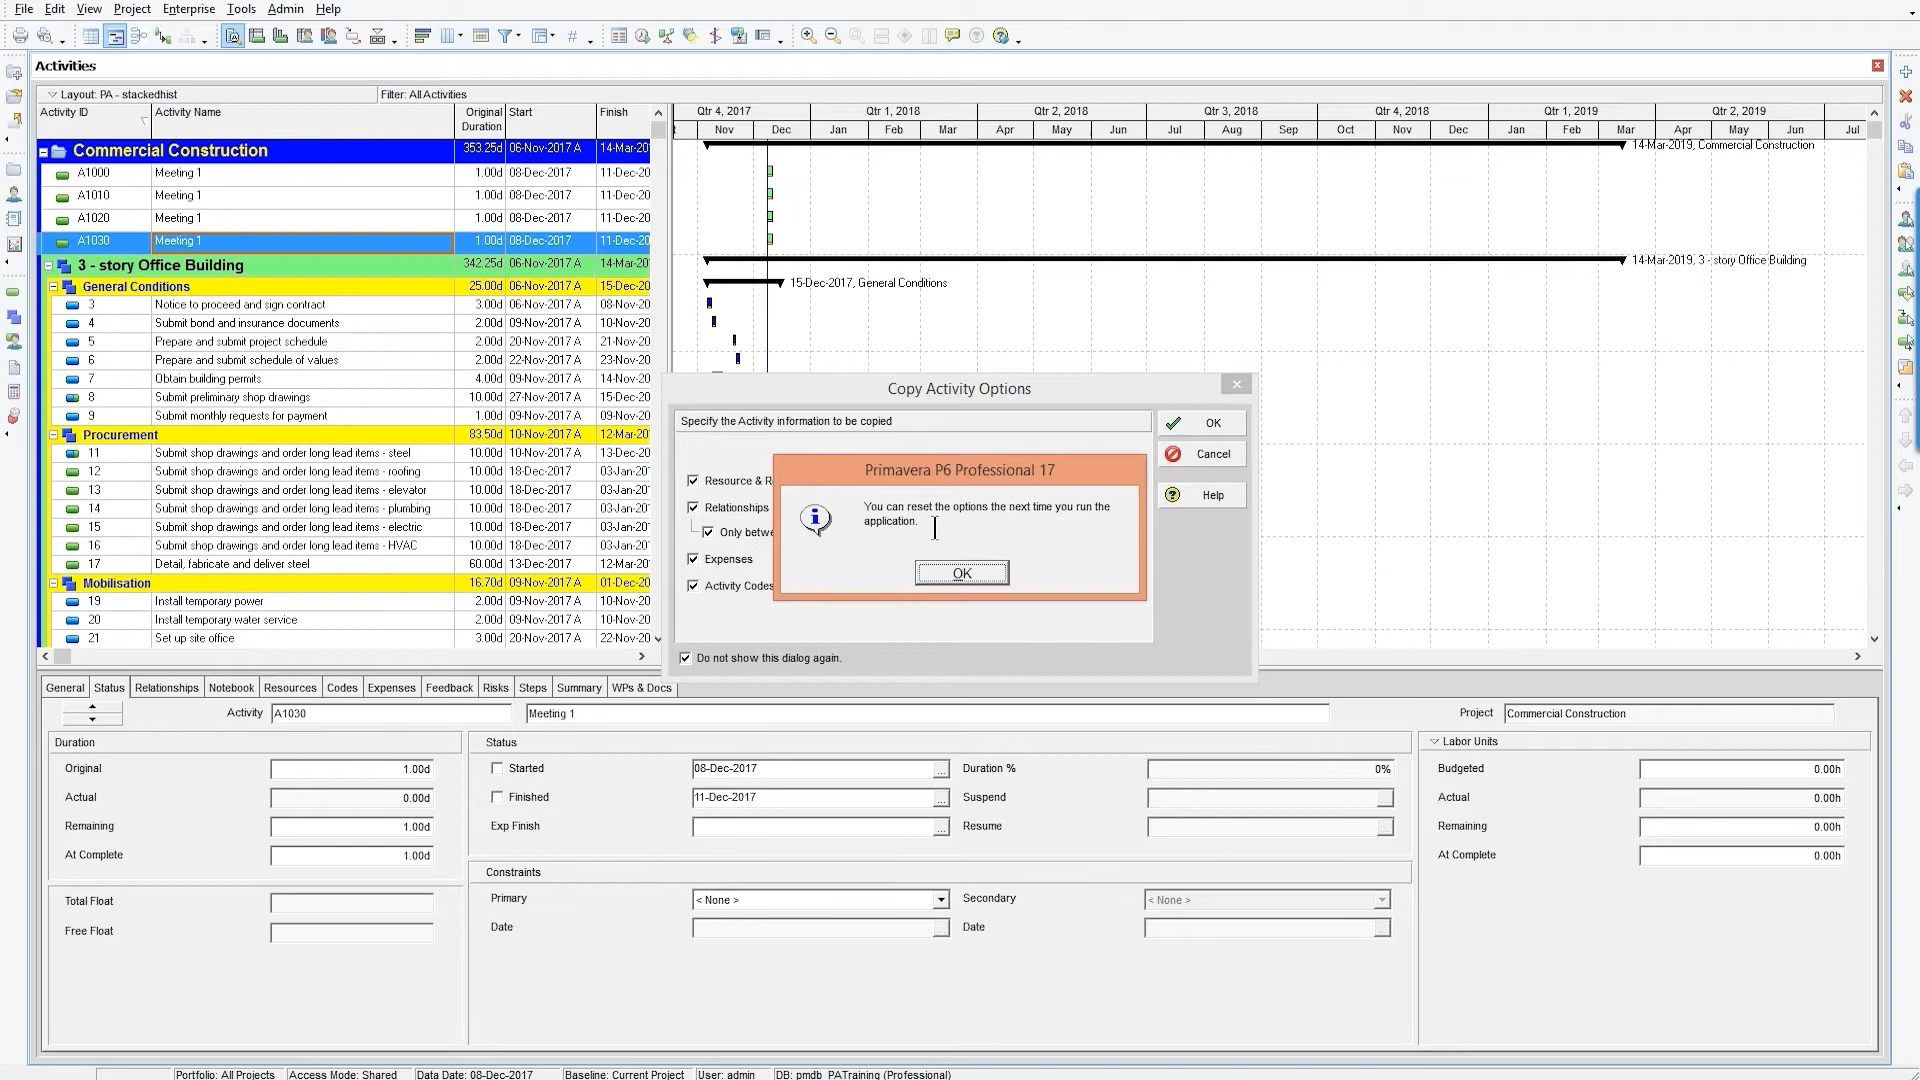 File Edit View Project Enterprise Tools Admin Help
Activities
Layout: PA - stackedhist Filter: All Activities
Activity ID Activity Name Original Duration Start Finish
Qtr 4, 2017 Qtr 1, 2018 Qtr 2, 2018 Qtr 3, 2018 Qtr 4, 2018 Qtr 1, 2019 Qtr 2, 2019
t Nov Dec Jan Feb Mar Apr May Jun Jul Aug Sep Oct Nov Dec Jan Feb Mar Apr May Jun Jul
Commercial Construction 353.25d 06-Nov-2017 A 14-Mar-20 14-Mar-2019, Commercial Construction
A1000 Meeting 1 1.00d 08-Dec-2017 11-Dec-20
A1010 Meeting 1 1.00d 08-Dec-2017 11-Dec-20
A1020 Meeting 1 1.00d 08-Dec-2017 11-Dec-20
A1030 Meeting 1 1.00d 08-Dec-2017 11-Dec-20
3 - story Office Building 342.25d 06-Nov-2017 A 14-Mar-20 14-Mar-2019, 3 - story Office Building
General Conditions 25.00d 06-Nov-2017 A 15-Dec-20 15-Dec-2017, General Conditions
3 Notice to proceed and sign contract 3.00d 06-Nov-2017 A 08-Nov-20
4 Submit bond and insurance documents 2.00d 09-Nov-2017 A 10-Nov-20
5 Prepare and submit project schedule 2.00d 20-Nov-2017 A 21-Nov-20
6 Prepare and submit schedule of values 2.00d 22-Nov-2017 A 23-Nov-20
7 Obtain building permits 4.00d 09-Nov-2017 A 14-Nov-20
8 Submit preliminary shop drawings 10.00d 27-Nov-2017 A 15-Dec-20
9 Submit monthly requests for payment 1.00d 09-Nov-2017 A 09-Nov-20
Procurement 83.50d 10-Nov-2017 A 12-Mar-20
11 Submit shop drawings and order long lead items - steel 10.00d 10-Nov-2017 A 13-Dec-20
12 Submit shop drawings and order long lead items - roofing 10.00d 18-Dec-2017 03-Jan-20
13 Submit shop drawings and order long lead items - elevator 10.00d 18-Dec-2017 03-Jan-20
14 Submit shop drawings and order long lead items - plumbing 10.00d 18-Dec-2017 03-Jan-20
15 Submit shop drawings and order long lead items - electric 10.00d 18-Dec-2017 03-Jan-20
16 Submit shop drawings and order long lead items - HVAC 10.00d 18-Dec-2017 03-Jan-20
17 Detail, fabricate and deliver steel 60.00d 13-Dec-2017 12-Mar-20
Mobilisation 16.70d 09-Nov-2017 A 01-Dec-20
19 Install temporary power 2.00d 09-Nov-2017 A 10-Nov-20
20 Install temporary water service 2.00d 09-Nov-2017 A 10-Nov-20
21 Set up site office 3.00d 20-Nov-2017 A 22-Nov-20
Copy Activity Options
Specify the Activity information to be copied
OK
Cancel
Help
Resource & R
Relationships
Only betwe
Expenses
Activity Codes
Primavera P6 Professional 17
You can reset the options the next time you run the
application.
OK
Do not show this dialog again.
General Status Relationships Notebook Resources Codes Expenses Feedback Risks Steps Summary WPs & Docs
Activity A1030 Meeting 1 Project Commercial Construction
Duration Status Labor Units
Original 1.00d Started 08-Dec-2017 ... Duration % 0% Budgeted 0.00h
Actual 0.00d Finished 11-Dec-2017 ... Suspend Actual 0.00h
Remaining 1.00d Exp Finish ... Resume Remaining 0.00h
At Complete 1.00d At Complete 0.00h
Constraints
Total Float Primary < None > Secondary < None >
Free Float Date Date
Portfolio: All Projects Access Mode: Shared Data Date: 08-Dec-2017 Baseline: Current Project User: admin DB: pmdb_PATraining (Professional)